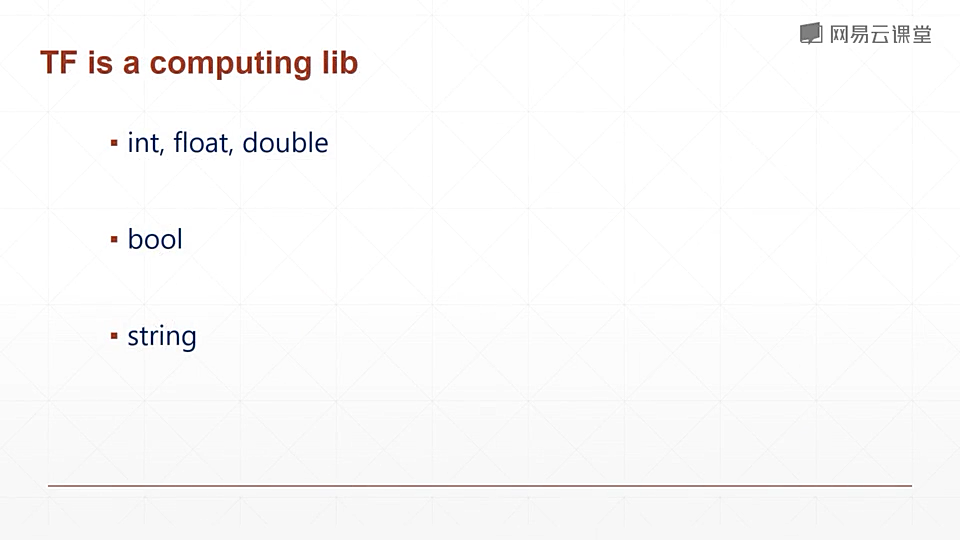 网易云课堂
TF is a computing lib
▪ int, float, double
▪ bool
▪ string